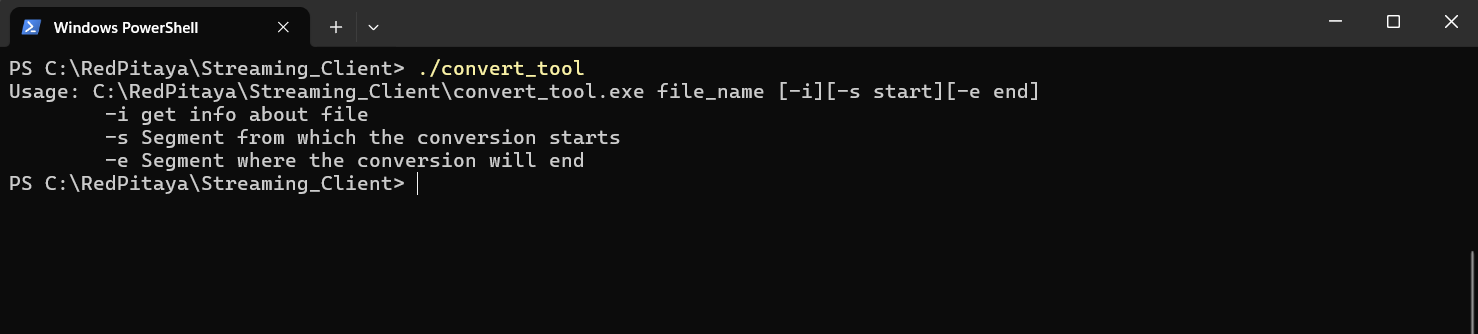 Windows PowerShell
PS C:\RedPitaya\Streaming_Client> ./convert_tool
Usage: C:\RedPitaya\Streaming_Client\convert_tool.exe file_name [-i][-s start][-e end]
        -i get info about file
        -s Segment from which the conversion starts
        -e Segment where the conversion will end
PS C:\RedPitaya\Streaming_Client>